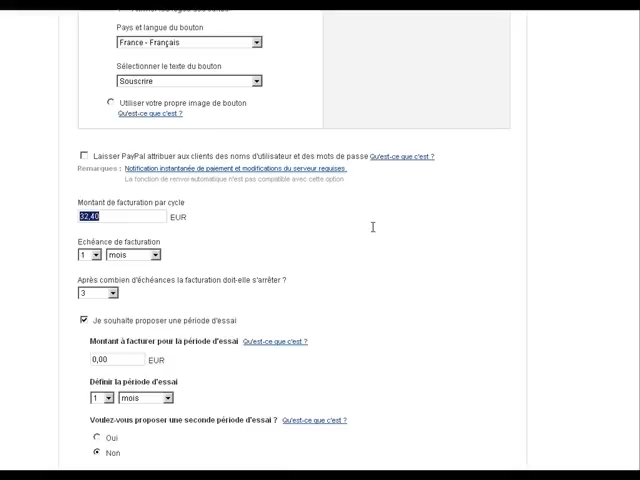 Pays et langue du bouton
France - Français
Sélectionner le texte du bouton
Souscrire
Utiliser votre propre image de bouton
Qu'est-ce que c'est ?
Laisser PayPal attribuer aux clients des noms d'utilisateur et des mots de passe Qu'est-ce que c'est ?
Remarques : Notification instantanée de paiement et modifications du serveur requises.
La fonction de renvoi automatique n'est pas compatible avec cette option
Montant de facturation par cycle
32,40 EUR
Echéance de facturation
1 mois
Après combien d'échéances la facturation doit-elle s'arrêter ?
3
Je souhaite proposer une période d'essai
Montant à facturer pour la période d'essai Qu'est-ce que c'est ?
0,00 EUR
Définir la période d'essai
1 mois
Voulez-vous proposer une seconde période d'essai ? Qu'est-ce que c'est ?
Oui
Non